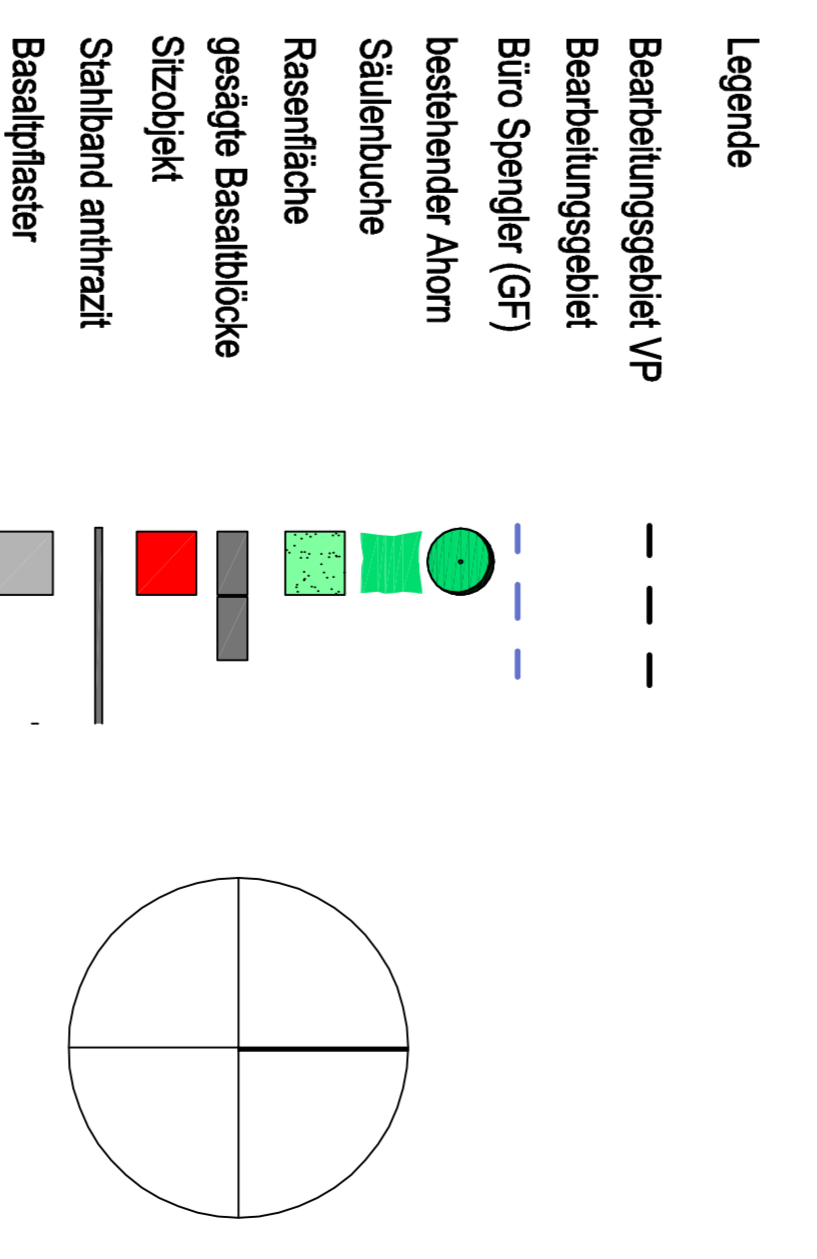 Legende
Bearbeitungsgebiet VP
Bearbeitungsgebiet
Büro Spengler (GF)
bestehender Ahorn
Säulenbuche
Rasenfläche
gesägte Basaltblöcke
Sitzobjekt
Stahlband anthrazit
Basaltpflaster